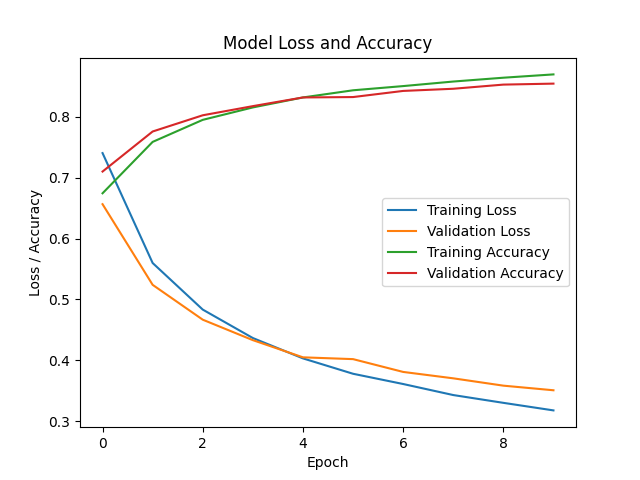 Model Loss and Accuracy
Loss / Accuracy
0.8
0.7
0.6
0.5
0.4
0.3
Training Loss
Validation Loss
Training Accuracy
Validation Accuracy
0 2 4 6 8
Epoch